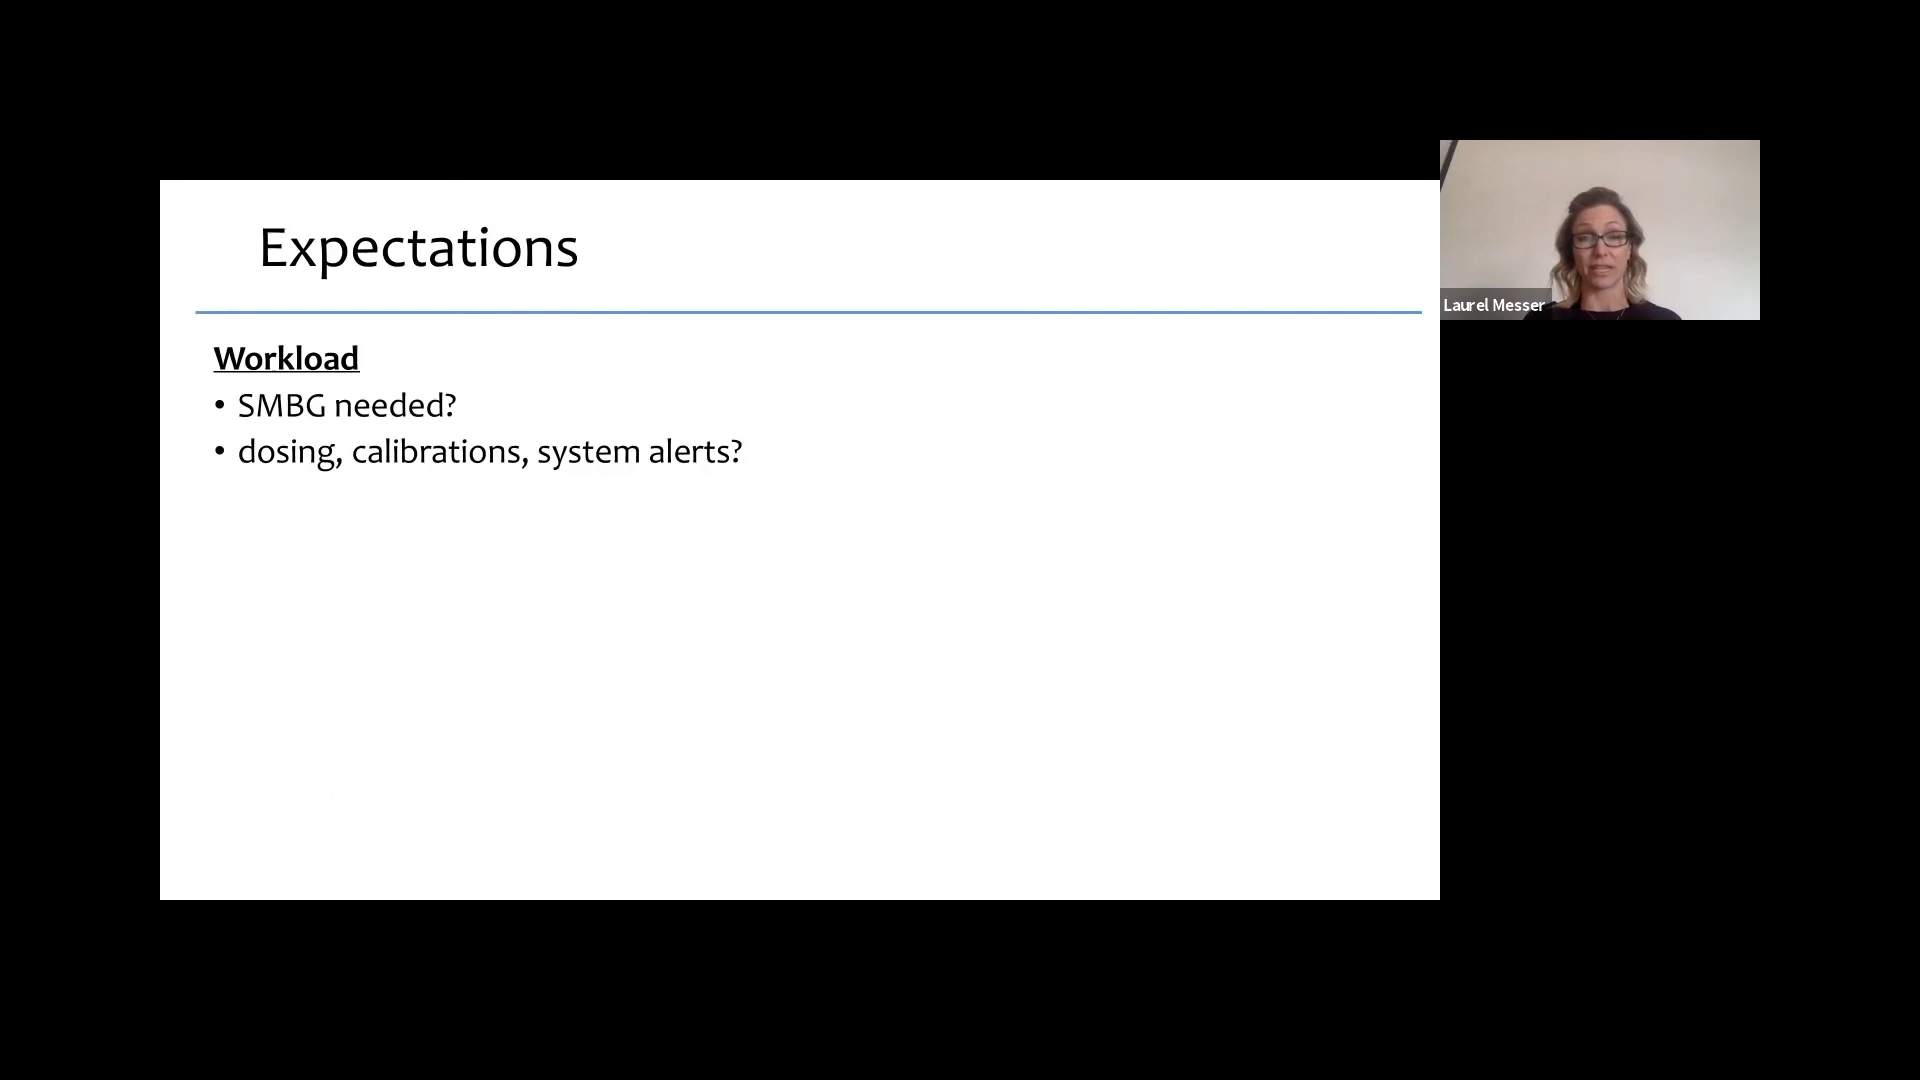 Expectations
Workload
• SMBG needed?
• dosing, calibrations, system alerts?
Laurel Messer